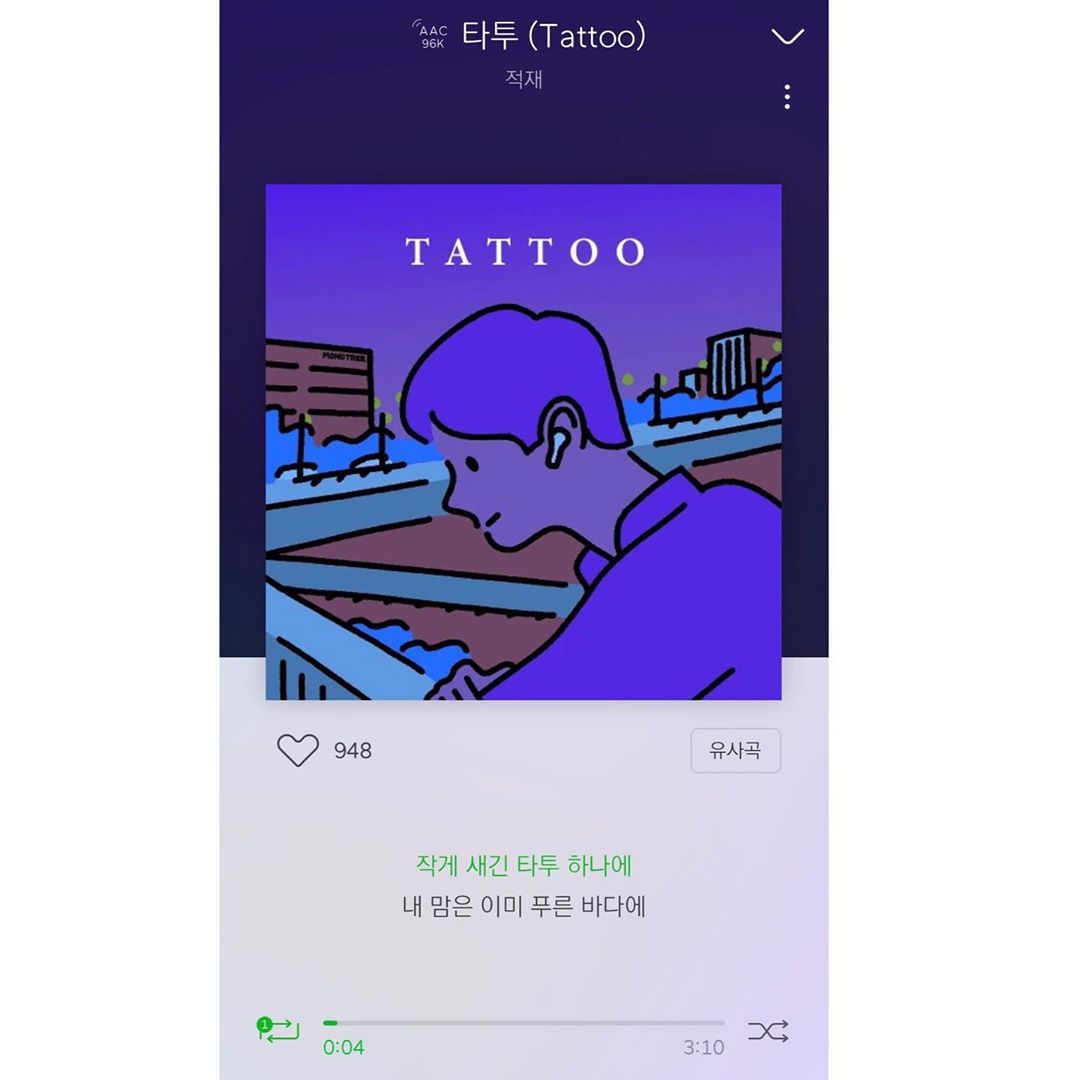 AAC
96K
타투 (Tattoo)
적재
TATTOO
MONOTREE
948
유사곡
작게 새긴 타투 하나에
내 맘은 이미 푸른 바다에
1
0:04
3:10